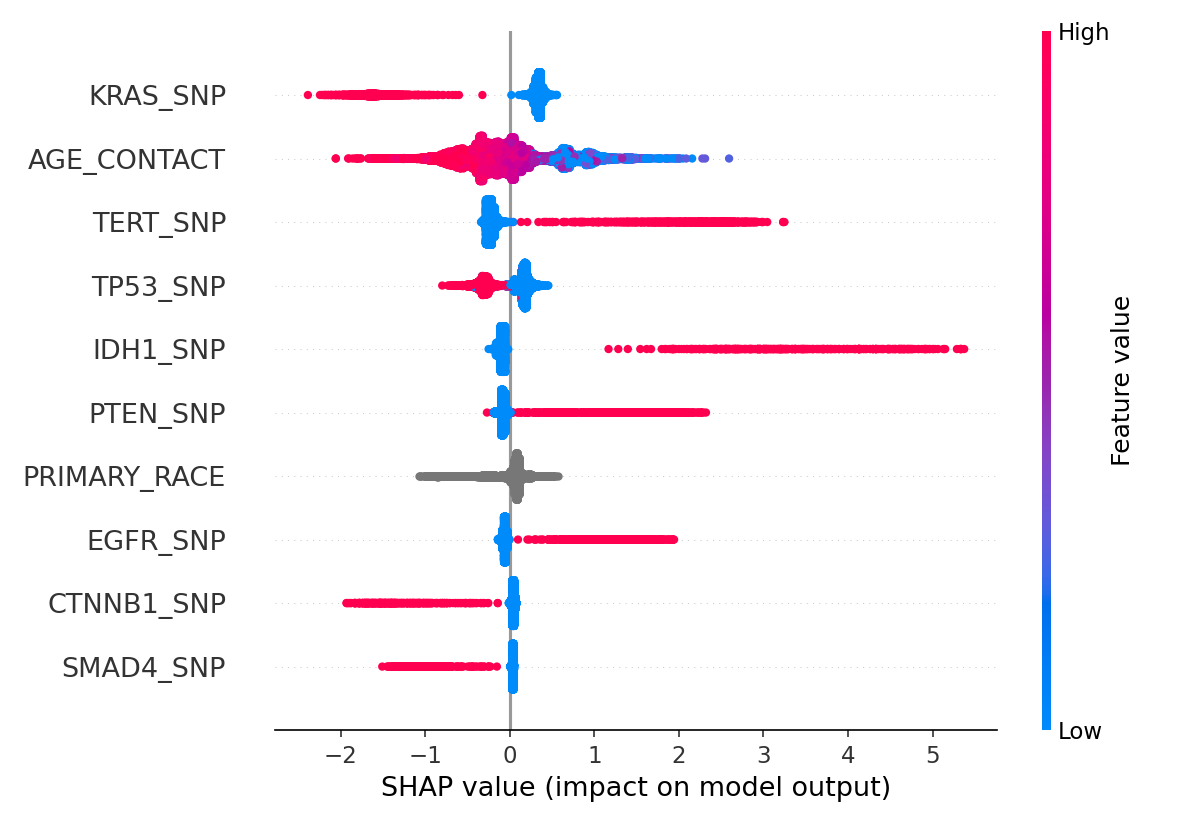 High
KRAS_SNP
AGE_CONTACT
TERT_SNP
TP53_SNP
IDH1_SNP
PTEN_SNP
PRIMARY_RACE
EGFR_SNP
CTNNB1_SNP
SMAD4_SNP
Feature value
Low
−2 −1 0 1 2 3 4 5
SHAP value (impact on model output)